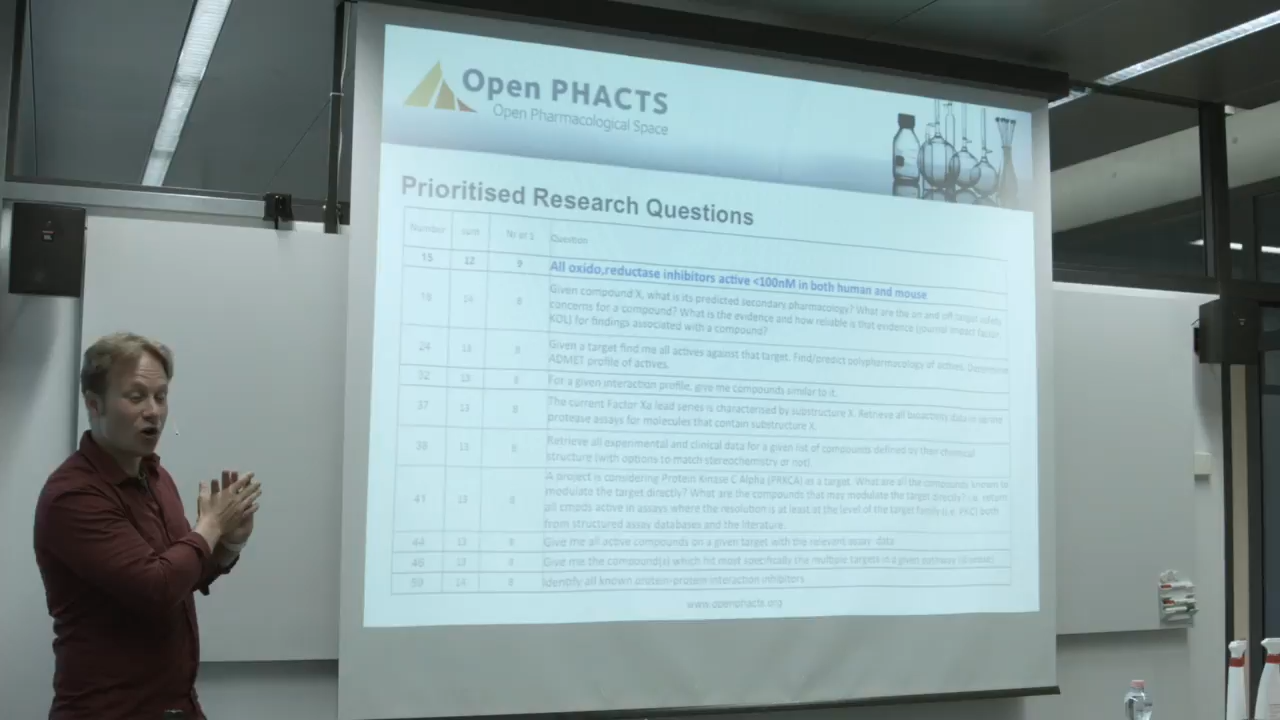 Open PHACTS
Open Pharmacological Space
Prioritised Research Questions
Number sum Nr of 1 Question
15 12 9 All oxido,reductase inhibitors active <100nM in both human and mouse
18 14 8 Given compound X, what is its predicted secondary pharmacology? What are the on and off target safety
concerns for a compound? What is the evidence and how reliable is that evidence (journal impact factor,
KOL) for findings associated with a compound?
24 13 8 Given a target find me all actives against that target. Find/predict polypharmacology of actives. Determine
ADMET profile of actives.
32 13 8 For a given interaction profile, give me compounds similar to it.
37 13 8 The current Factor Xa lead series is characterised by substructure X. Retrieve all bioactivity data in serine
protease assays for molecules that contain substructure X.
38 13 8 Retrieve all experimental and clinical data for a given list of compounds defined by their chemical
structure (with options to match stereochemistry or not).
41 13 8 A project is considering Protein Kinase C Alpha (PRKCA) as a target. What are all the compounds known to
modulate the target directly? What are the compounds that may modulate the target directly? i.e. return
all cmpds active in assays where the resolution is at least at the level of the target family (i.e. PKC) both
from structured assay databases and the literature.
44 13 8 Give me all active compounds on a given target with the relevant assay data
46 13 8 Give me the compound(s) which hit most specifically the multiple targets in a given pathway (disease)
59 14 8 Identify all known protein-protein interaction inhibitors
www.openphacts.org